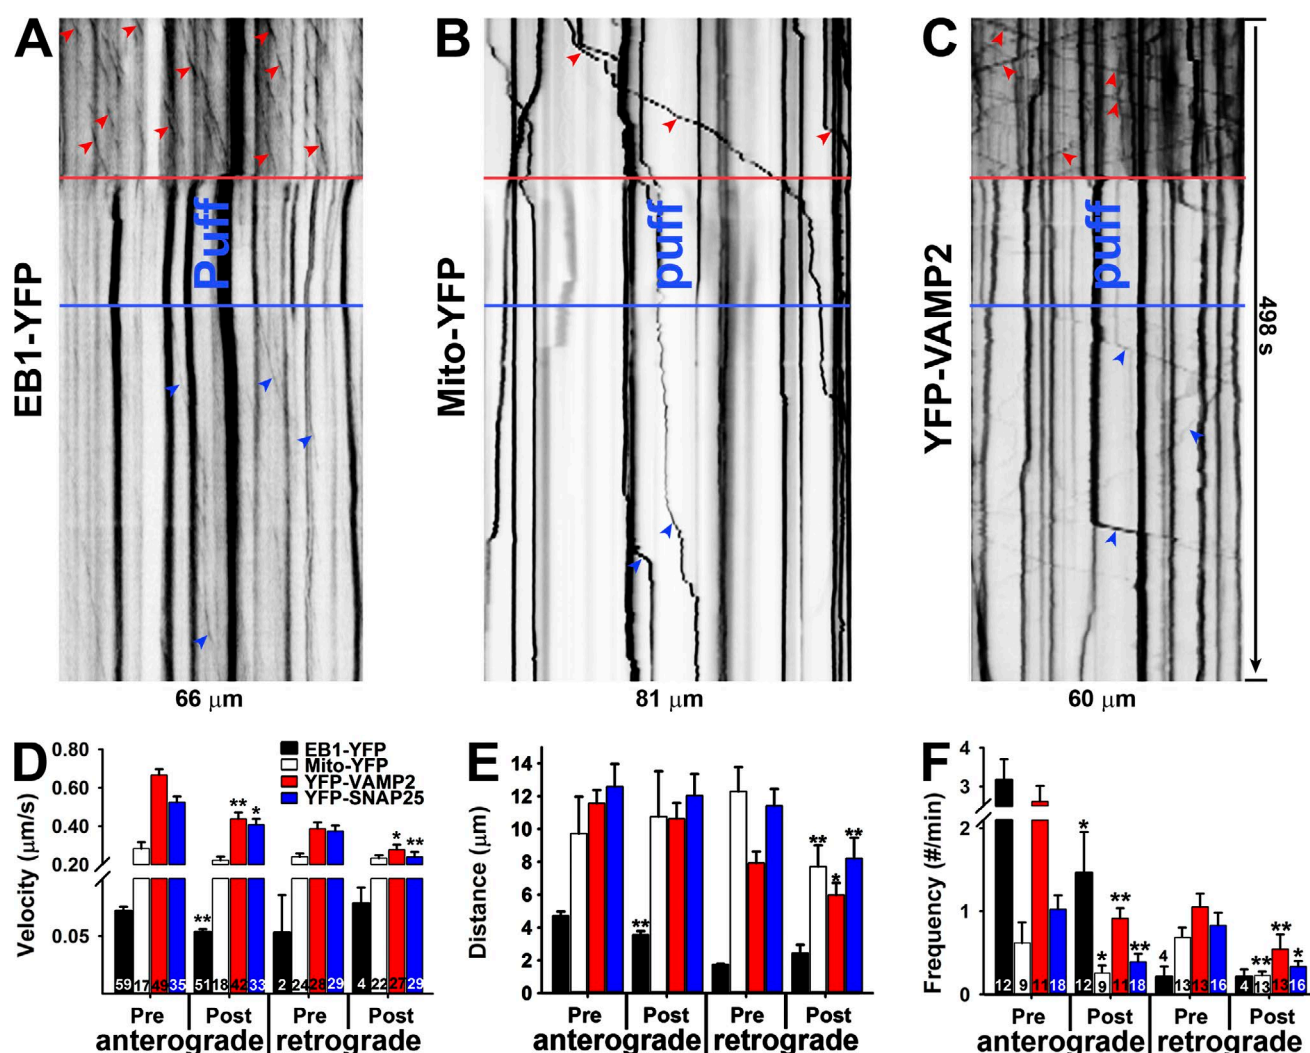 A
B
C
EB1-YFP
Puff
66 μm
Mito-YFP
puff
81 μm
YFP-VAMP2
puff
60 μm
498 s
D
EB1-YFP
Mito-YFP
YFP-VAMP2
YFP-SNAP25
Velocity (μm/s)
0.80
0.60
0.40
0.20
0.05
** *
* **
**
59 17 49 35 51 18 42 33 2 24 28 29 4 22 27 29
Pre Post Pre Post
anterograde retrograde
E
Distance (μm)
14
12
10
8
6
4
2
0
** **
*
**
Pre Post Pre Post
anterograde retrograde
F
Frequency (#/min)
4
3
2
1
0
*
**
* **
4
**
** *
12 9 11 18 12 9 11 18 13 13 16 4 13 13 16
Pre Post Pre Post
anterograde retrograde